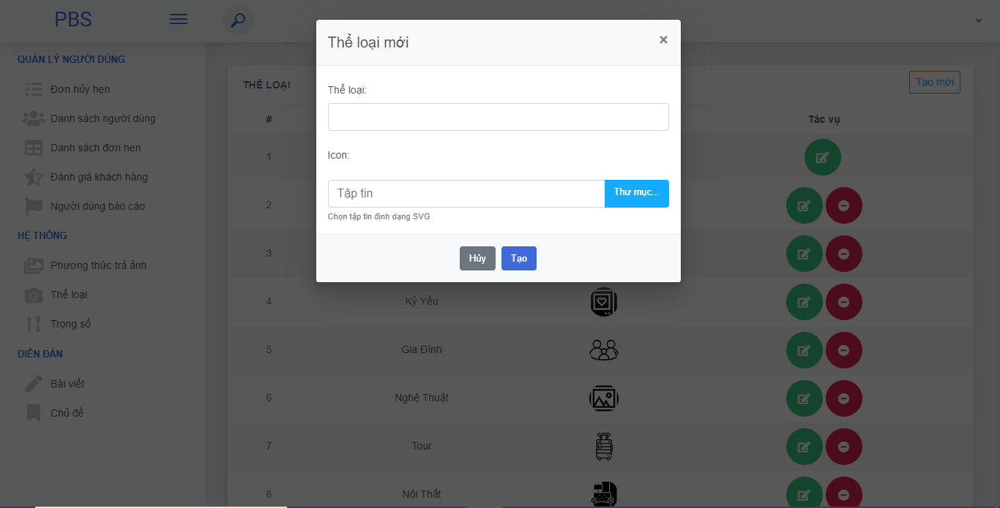 PBS
QUẢN LÝ NGƯỜI DÙNG
Đơn hủy hẹn
Danh sách người dùng
Danh sách đơn hẹn
Đánh giá khách hàng
Người dùng báo cáo
HỆ THỐNG
Phương thức trả ảnh
Thể loại
Trọng số
DIỄN ĐÀN
Bài viết
Chủ đề
Thể loại mới
×
Thể loại:
Icon:
Tập tin Thư mục...
Chọn tập tin định dạng SVG
Hủy Tạo
THỂ LOẠI Tạo mới
# Tác vụ
1
2
3
4 Kỷ Yếu
5 Gia Đình
6 Nghệ Thuật
7 Tour
8 Nội Thất